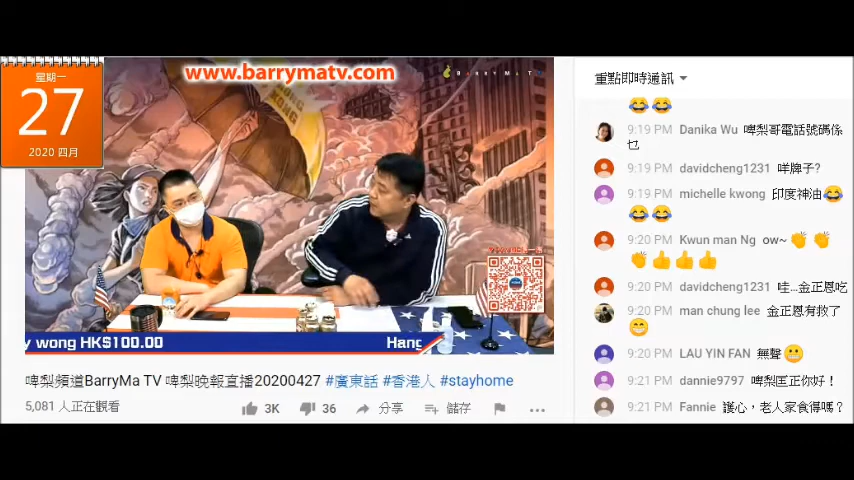 星期一
27
2020 四月
www.barrymatv.com
BARRY MA TV
y wong HK$100.00
Hang
啤梨頻道BarryMa TV 啤梨晚報直播20200427 #廣東話 #香港人 #stayhome
5,081 人正在觀看
3K
36
分享
儲存
重點即時通訊
😂😂
9:19 PM Danika Wu 啤梨哥電話號碼係
乜
9:19 PM davidcheng1231 咩牌子?
9:19 PM michelle kwong 印度神油😂
😂😂
9:20 PM Kwun man Ng ow~👏👏
👏👍👍👍
9:20 PM davidcheng1231 哇...金正恩吃
9:20 PM man chung lee 金正恩有救了
😁
9:20 PM LAU YIN FAN 無聲😬
9:21 PM dannie9797 啤梨匡正你好！
9:21 PM Fannie 護心，老人家食得嗎？